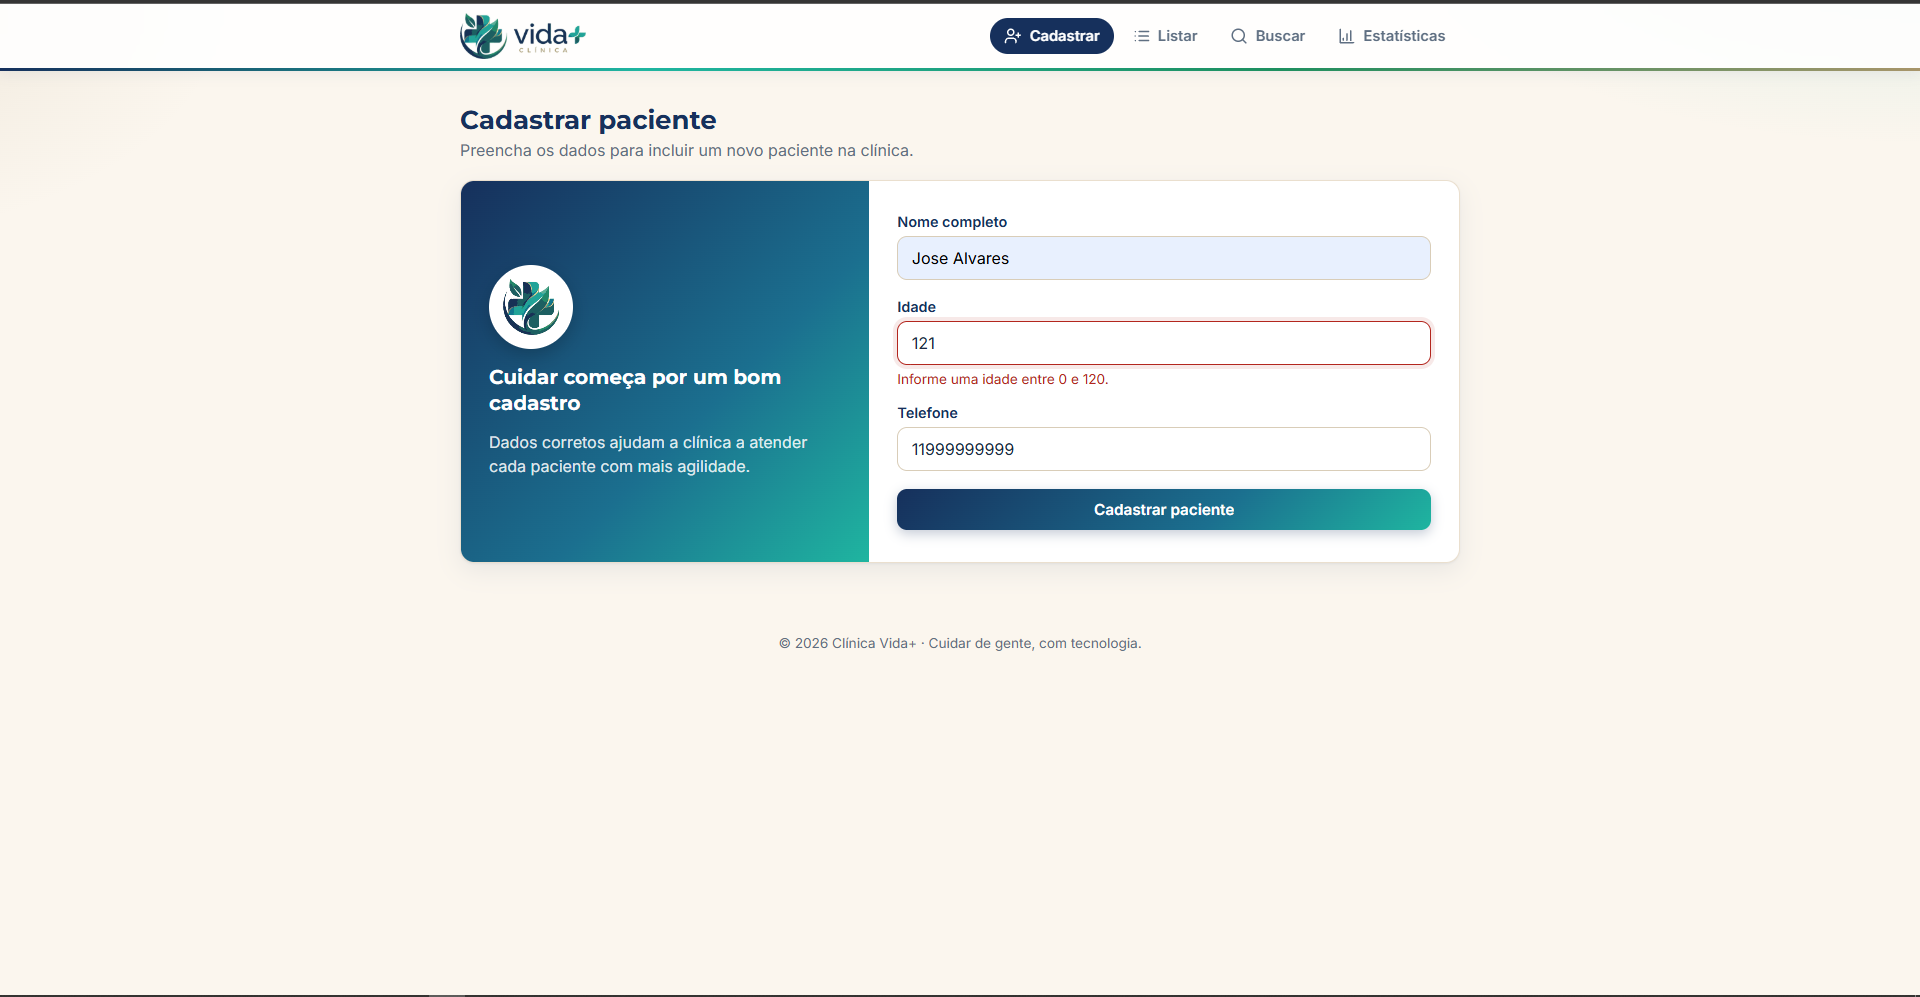 vida+
CLÍNICA
Cadastrar
Listar
Buscar
Estatísticas
Cadastrar paciente
Preencha os dados para incluir um novo paciente na clínica.
Cuidar começa por um bom
cadastro
Dados corretos ajudam a clínica a atender
cada paciente com mais agilidade.
Nome completo
Jose Alvares
Idade
121
Informe uma idade entre 0 e 120.
Telefone
11999999999
Cadastrar paciente
© 2026 Clínica Vida+ · Cuidar de gente, com tecnologia.